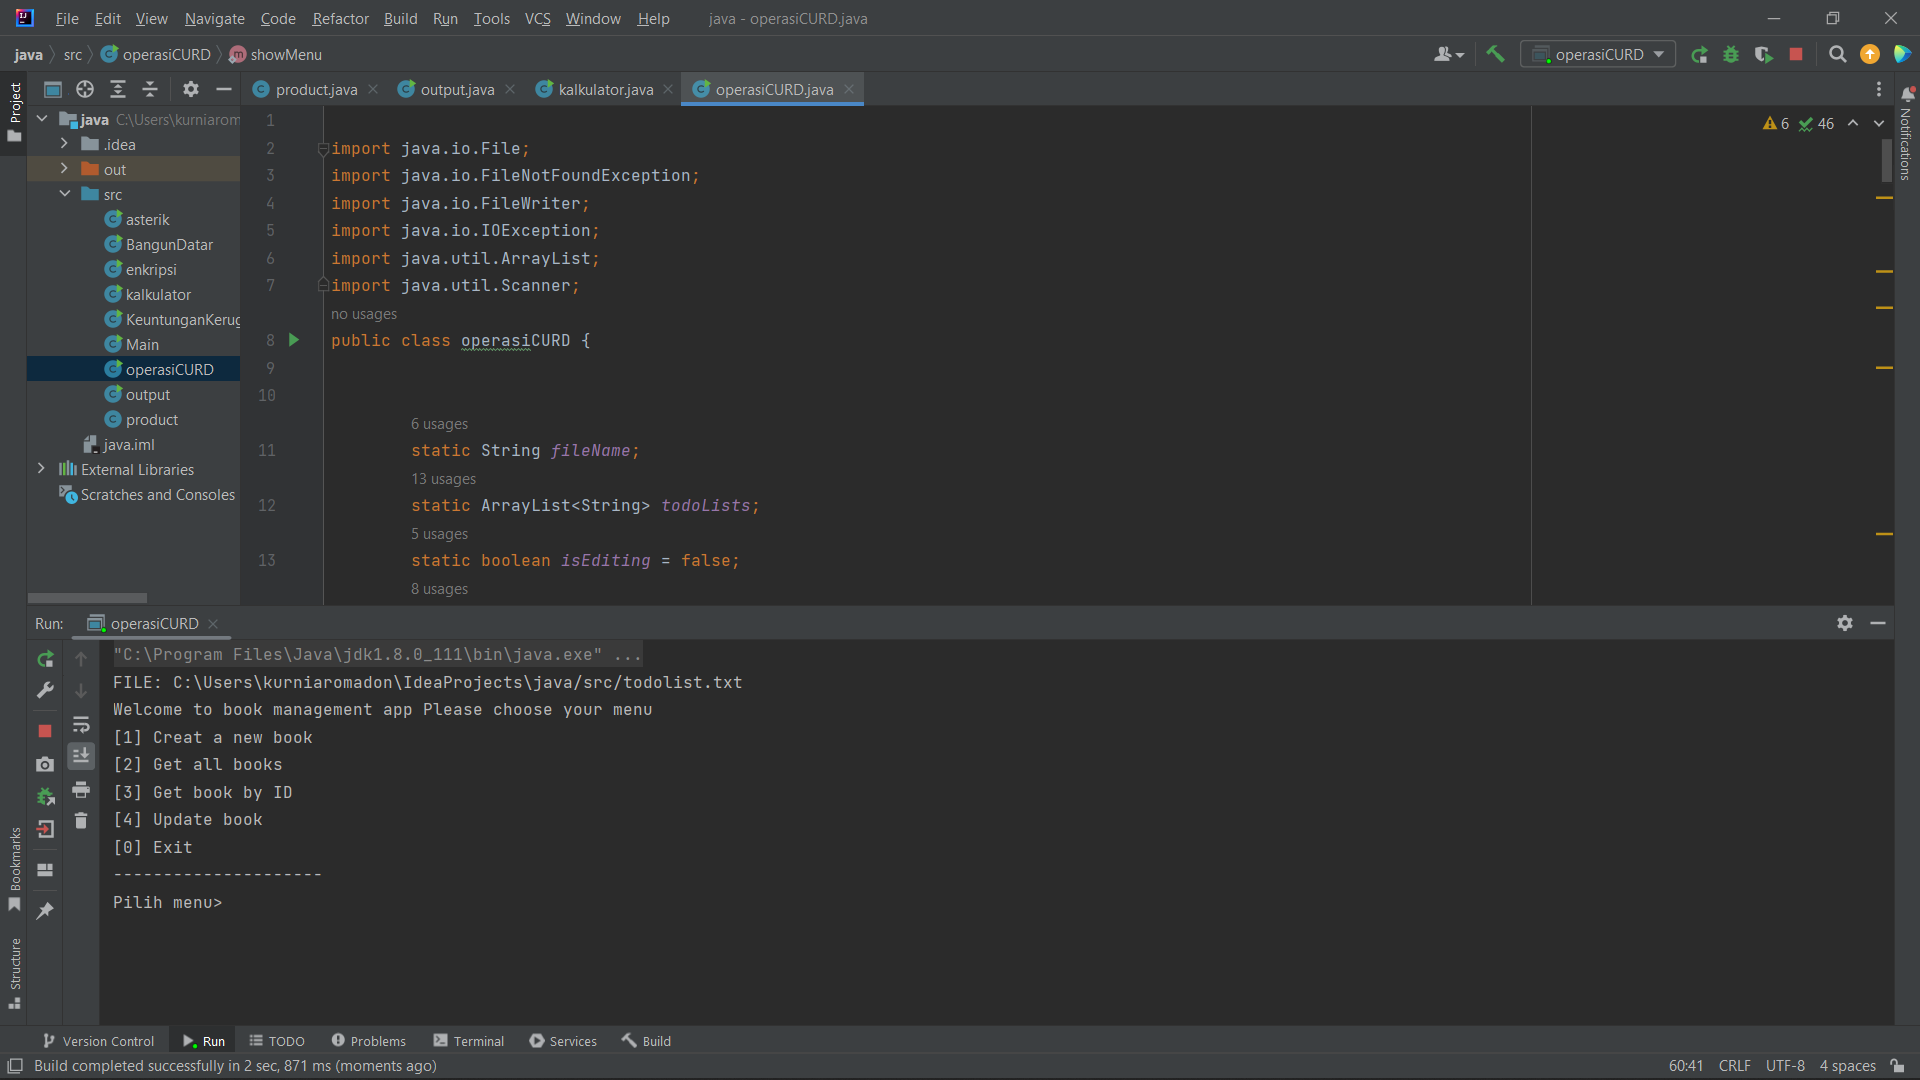 File Edit View Navigate Code Refactor Build Run Tools VCS Window Help java - operasiCURD.java
java src operasiCURD showMenu
operasiCURD
Project
product.java output.java kalkulator.java operasiCURD.java
java C:\Users\kurniarom
.idea
out
src
asterik
BangunDatar
enkripsi
kalkulator
KeuntunganKerug
Main
operasiCURD
output
product
java.iml
External Libraries
Scratches and Consoles
6 46
Notifications
1
2 import java.io.File;
3 import java.io.FileNotFoundException;
4 import java.io.FileWriter;
5 import java.io.IOException;
6 import java.util.ArrayList;
7 import java.util.Scanner;
no usages
8 public class operasiCURD {
9
10
6 usages
11 static String fileName;
13 usages
12 static ArrayList<String> todoLists;
5 usages
13 static boolean isEditing = false;
8 usages
Run: operasiCURD
"C:\Program Files\Java\jdk1.8.0_111\bin\java.exe" ...
FILE: C:\Users\kurniaromadon\IdeaProjects\java/src/todolist.txt
Welcome to book management app Please choose your menu
[1] Creat a new book
[2] Get all books
[3] Get book by ID
[4] Update book
[0] Exit
---------------------
Pilih menu>
Bookmarks
Structure
Version Control Run TODO Problems Terminal Services Build
Build completed successfully in 2 sec, 871 ms (moments ago) 60:41 CRLF UTF-8 4 spaces